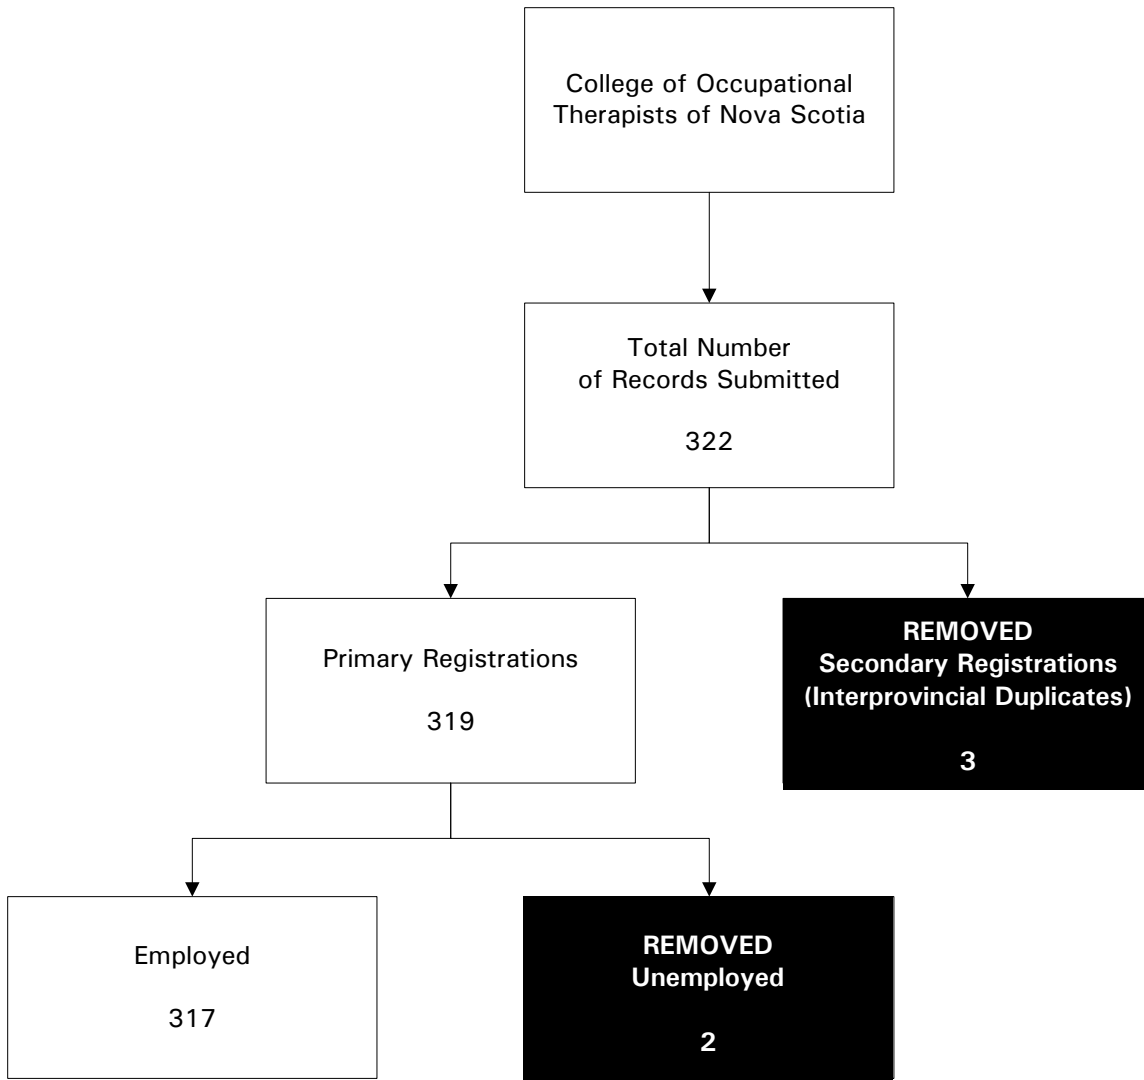 College of Occupational
Therapists of Nova Scotia
Total Number
of Records Submitted
322
Primary Registrations
319
REMOVED
Secondary Registrations
(Interprovincial Duplicates)
3
Employed
317
REMOVED
Unemployed
2